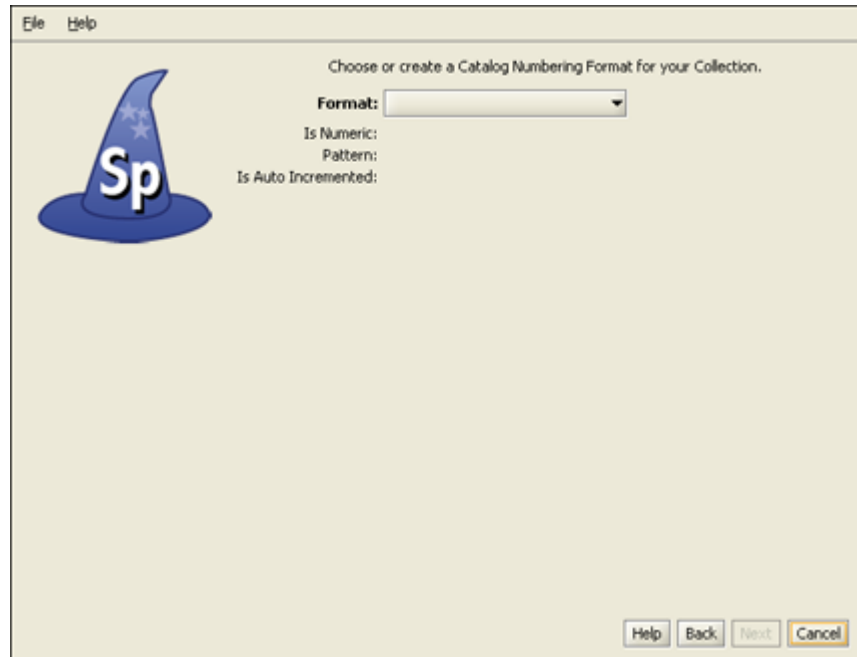 File Help
Choose or create a Catalog Numbering Format for your Collection.
Format:
Is Numeric:
Pattern:
Is Auto Incremented:
Sp
Help Back Next Cancel